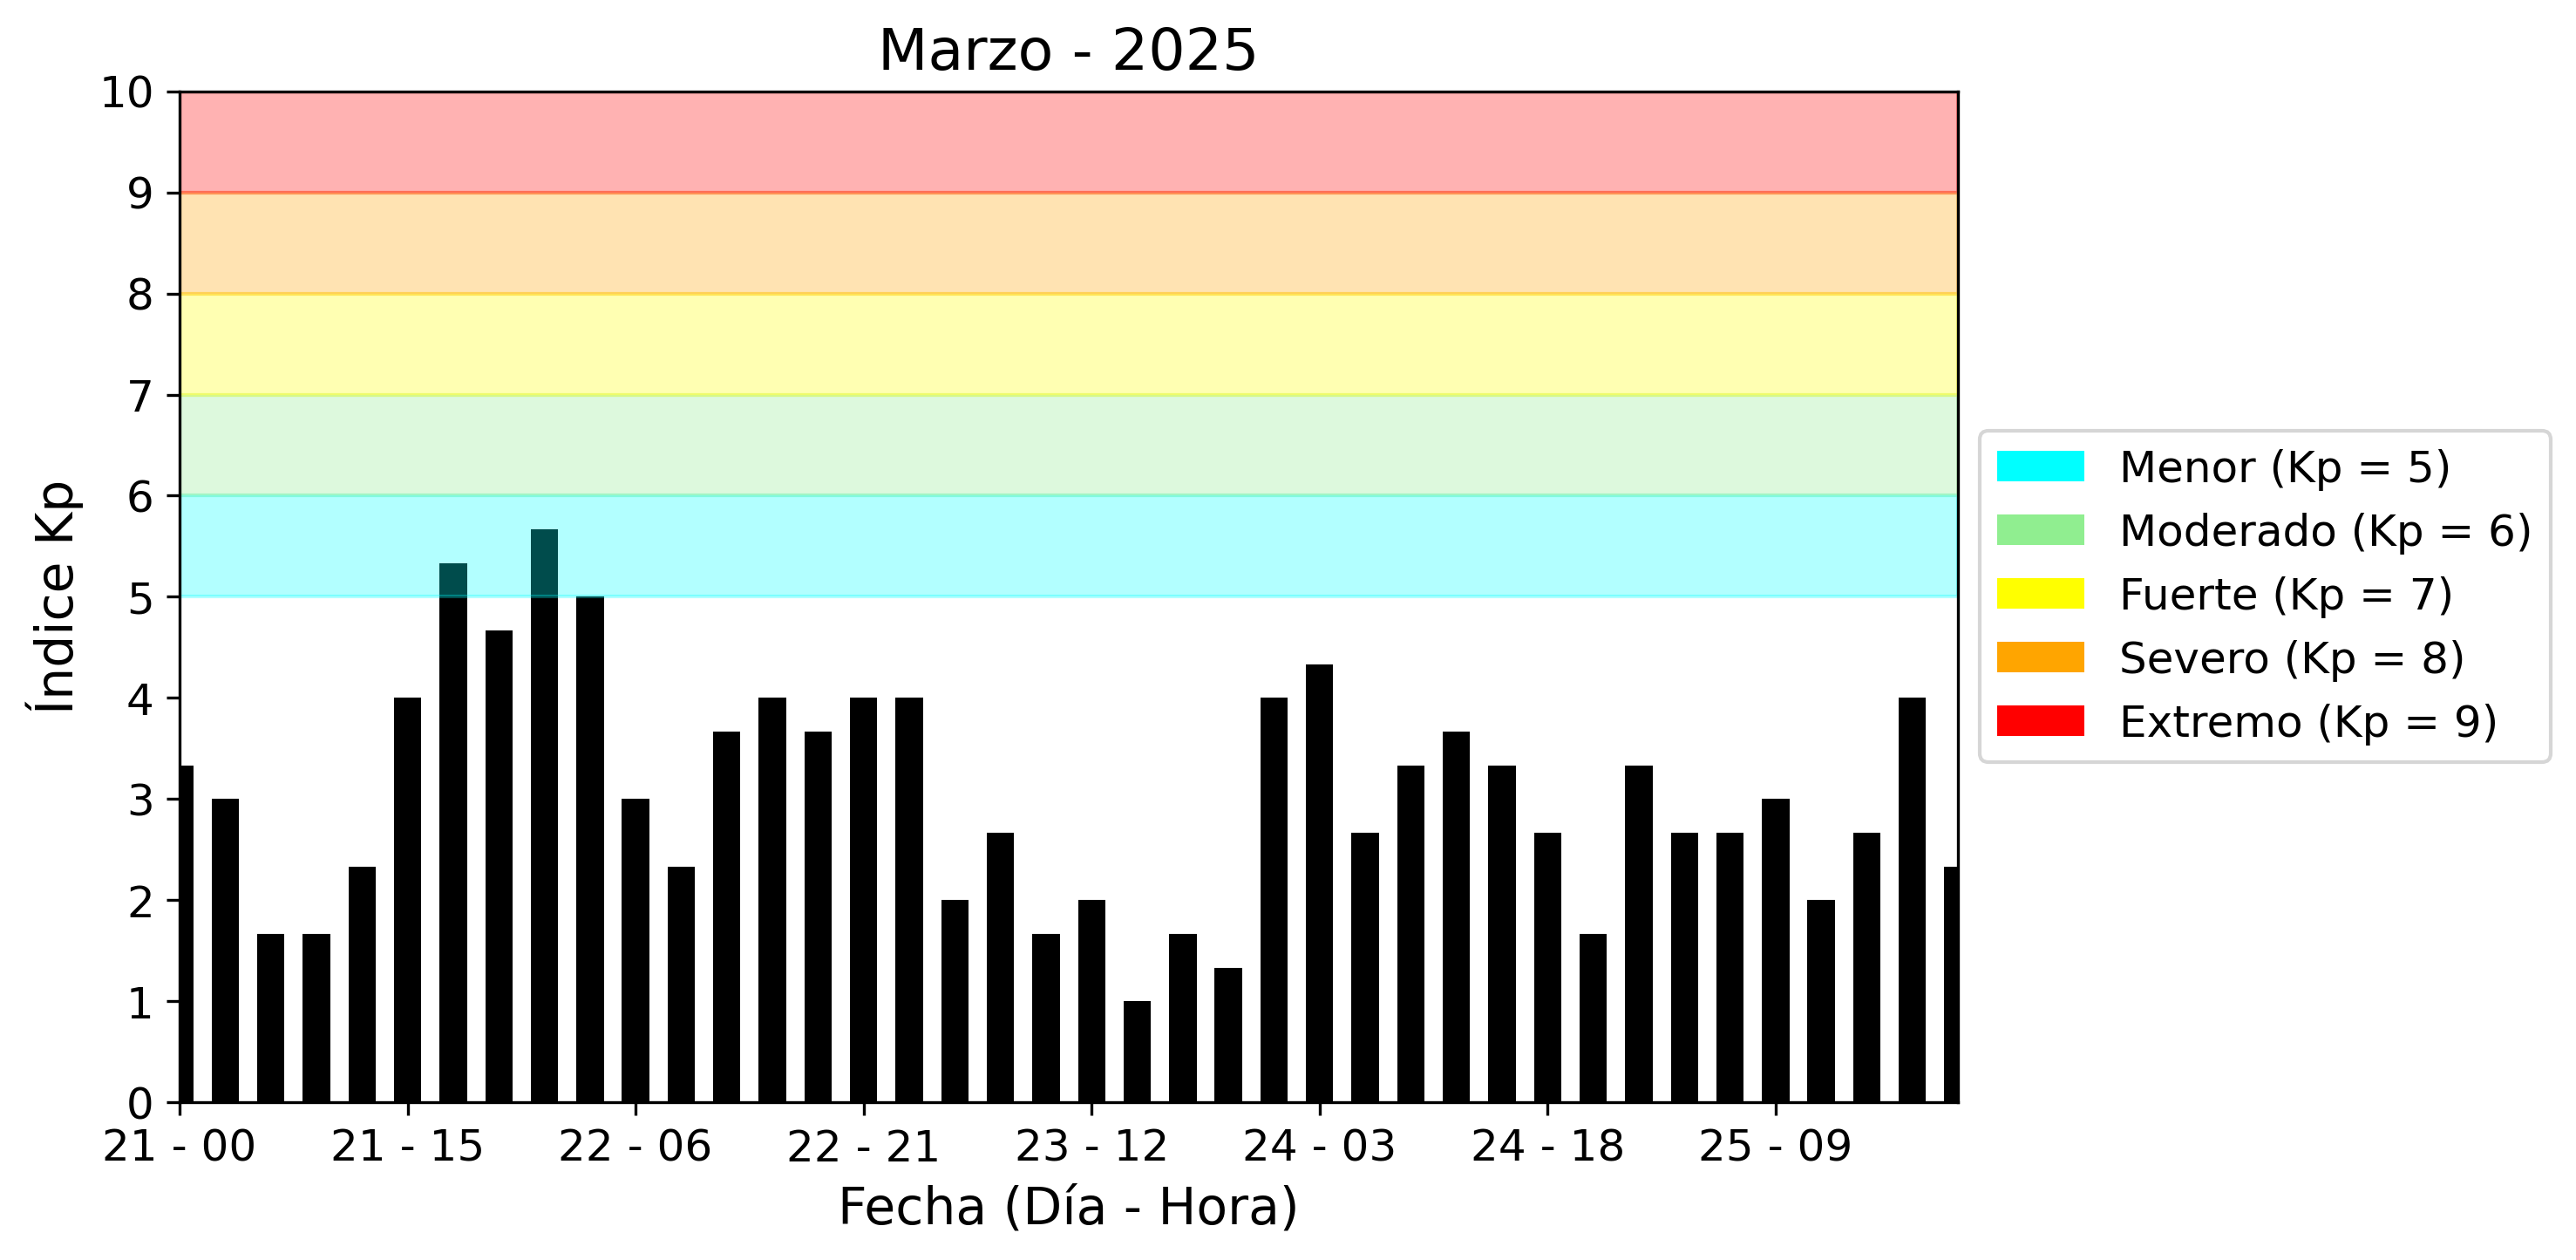 Marzo - 2025
10
9
8
7
6
5
4
3
2
1
0
Índice Kp
21 - 00
21 - 15
22 - 06
22 - 21
23 - 12
24 - 03
24 - 18
25 - 09
Fecha (Día - Hora)
Menor (Kp = 5)
Moderado (Kp = 6)
Fuerte (Kp = 7)
Severo (Kp = 8)
Extremo (Kp = 9)